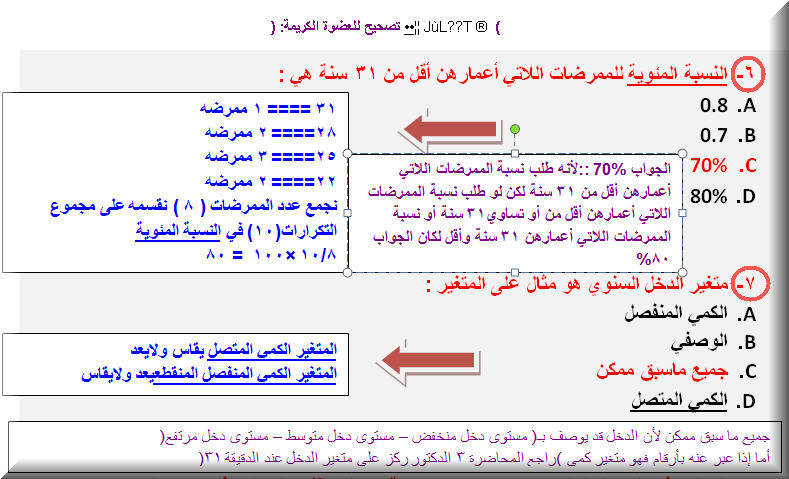 ) JùL??T ® ¦¦•• تصحيح للعضوة الكريمة: (
٦- النسبة المئوية للممرضات اللاتي أعمارهن أقل من ٣١ سنة هي :
A. 0.8
B. 0.7
C. 70%
D. 80%
٣١ ==== ١ ممرضه
٢٨==== ٢ ممرضه
٢٥==== ٣ ممرضه
٢٢==== ٢ ممرضه
نجمع عدد الممرضات ( ٨ ) نقسمه على مجموع
التكرارات(١٠) في النسبة المئوية
١٠/٨ ×١٠٠ = ٨٠
الجواب 70% ::لأنه طلب نسبة الممرضات اللاتي
أعمارهن أقل من ٣١ سنة لكن لو طلب نسبة الممرضات
اللاتي أعمارهن أقل من أو تساوي٣١ سنة أو نسبة
الممرضات اللاتي أعمارهن ٣١ سنة وأقل لكان الجواب
٨٠%
٧- متغير الدخل السنوي هو مثال على المتغير :
A. الكمي المنفصل
B. الوصفي
C. جميع ماسبق ممكن
D. الكمي المتصل
المتغير الكمي المتصل يقاس ولايعد
المتغير الكمي المنفصل المنقطعيعد ولايقاس
جميع ما سبق ممكن لأن الدخل قد يوصف بـ( مستوى دخل منخفض – مستوى دخل متوسط – مستوى دخل مرتفع(
أما إذا عبر عنه بأرقام فهو متغير كمي )راجع المحاضرة ٣ الدكتور ركز على متغير الدخل عند الدقيقة ٣١(